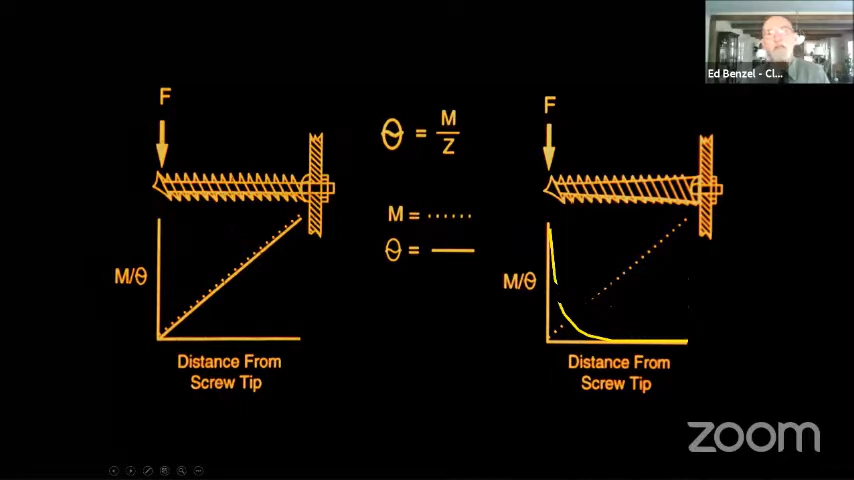 Ed Benzel - Cl...
F
F
θ = M
Z
M = ......
θ = —
M/θ
M/θ
Distance From
Screw Tip
Distance From
Screw Tip
zoom